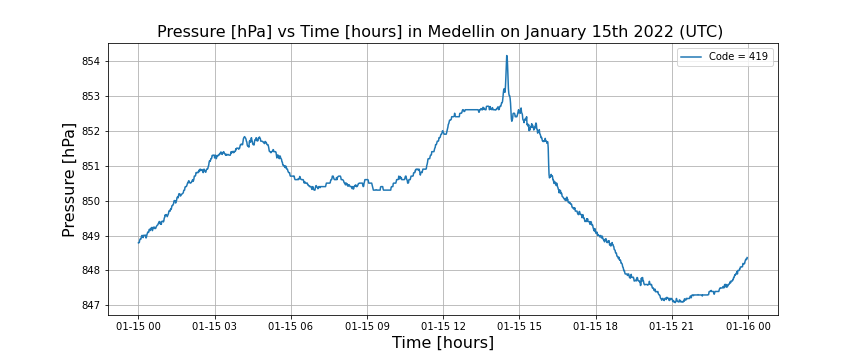 Pressure [hPa] vs Time [hours] in Medellin on January 15th 2022 (UTC)
Code = 419
Pressure [hPa]
854
853
852
851
850
849
848
847
01-15 00 01-15 03 01-15 06 01-15 09 01-15 12 01-15 15 01-15 18 01-15 21 01-16 00
Time [hours]